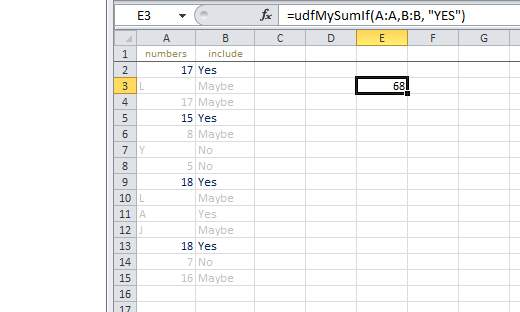 E3 fx =udfMySumIf(A:A,B:B, "YES")
A B C D E F G
1 numbers include
2 17 Yes
3 L Maybe 68
4 17 Maybe
5 15 Yes
6 8 Maybe
7 Y No
8 5 No
9 18 Yes
10 L Maybe
11 A Yes
12 J Maybe
13 18 Yes
14 7 No
15 16 Maybe
16
17